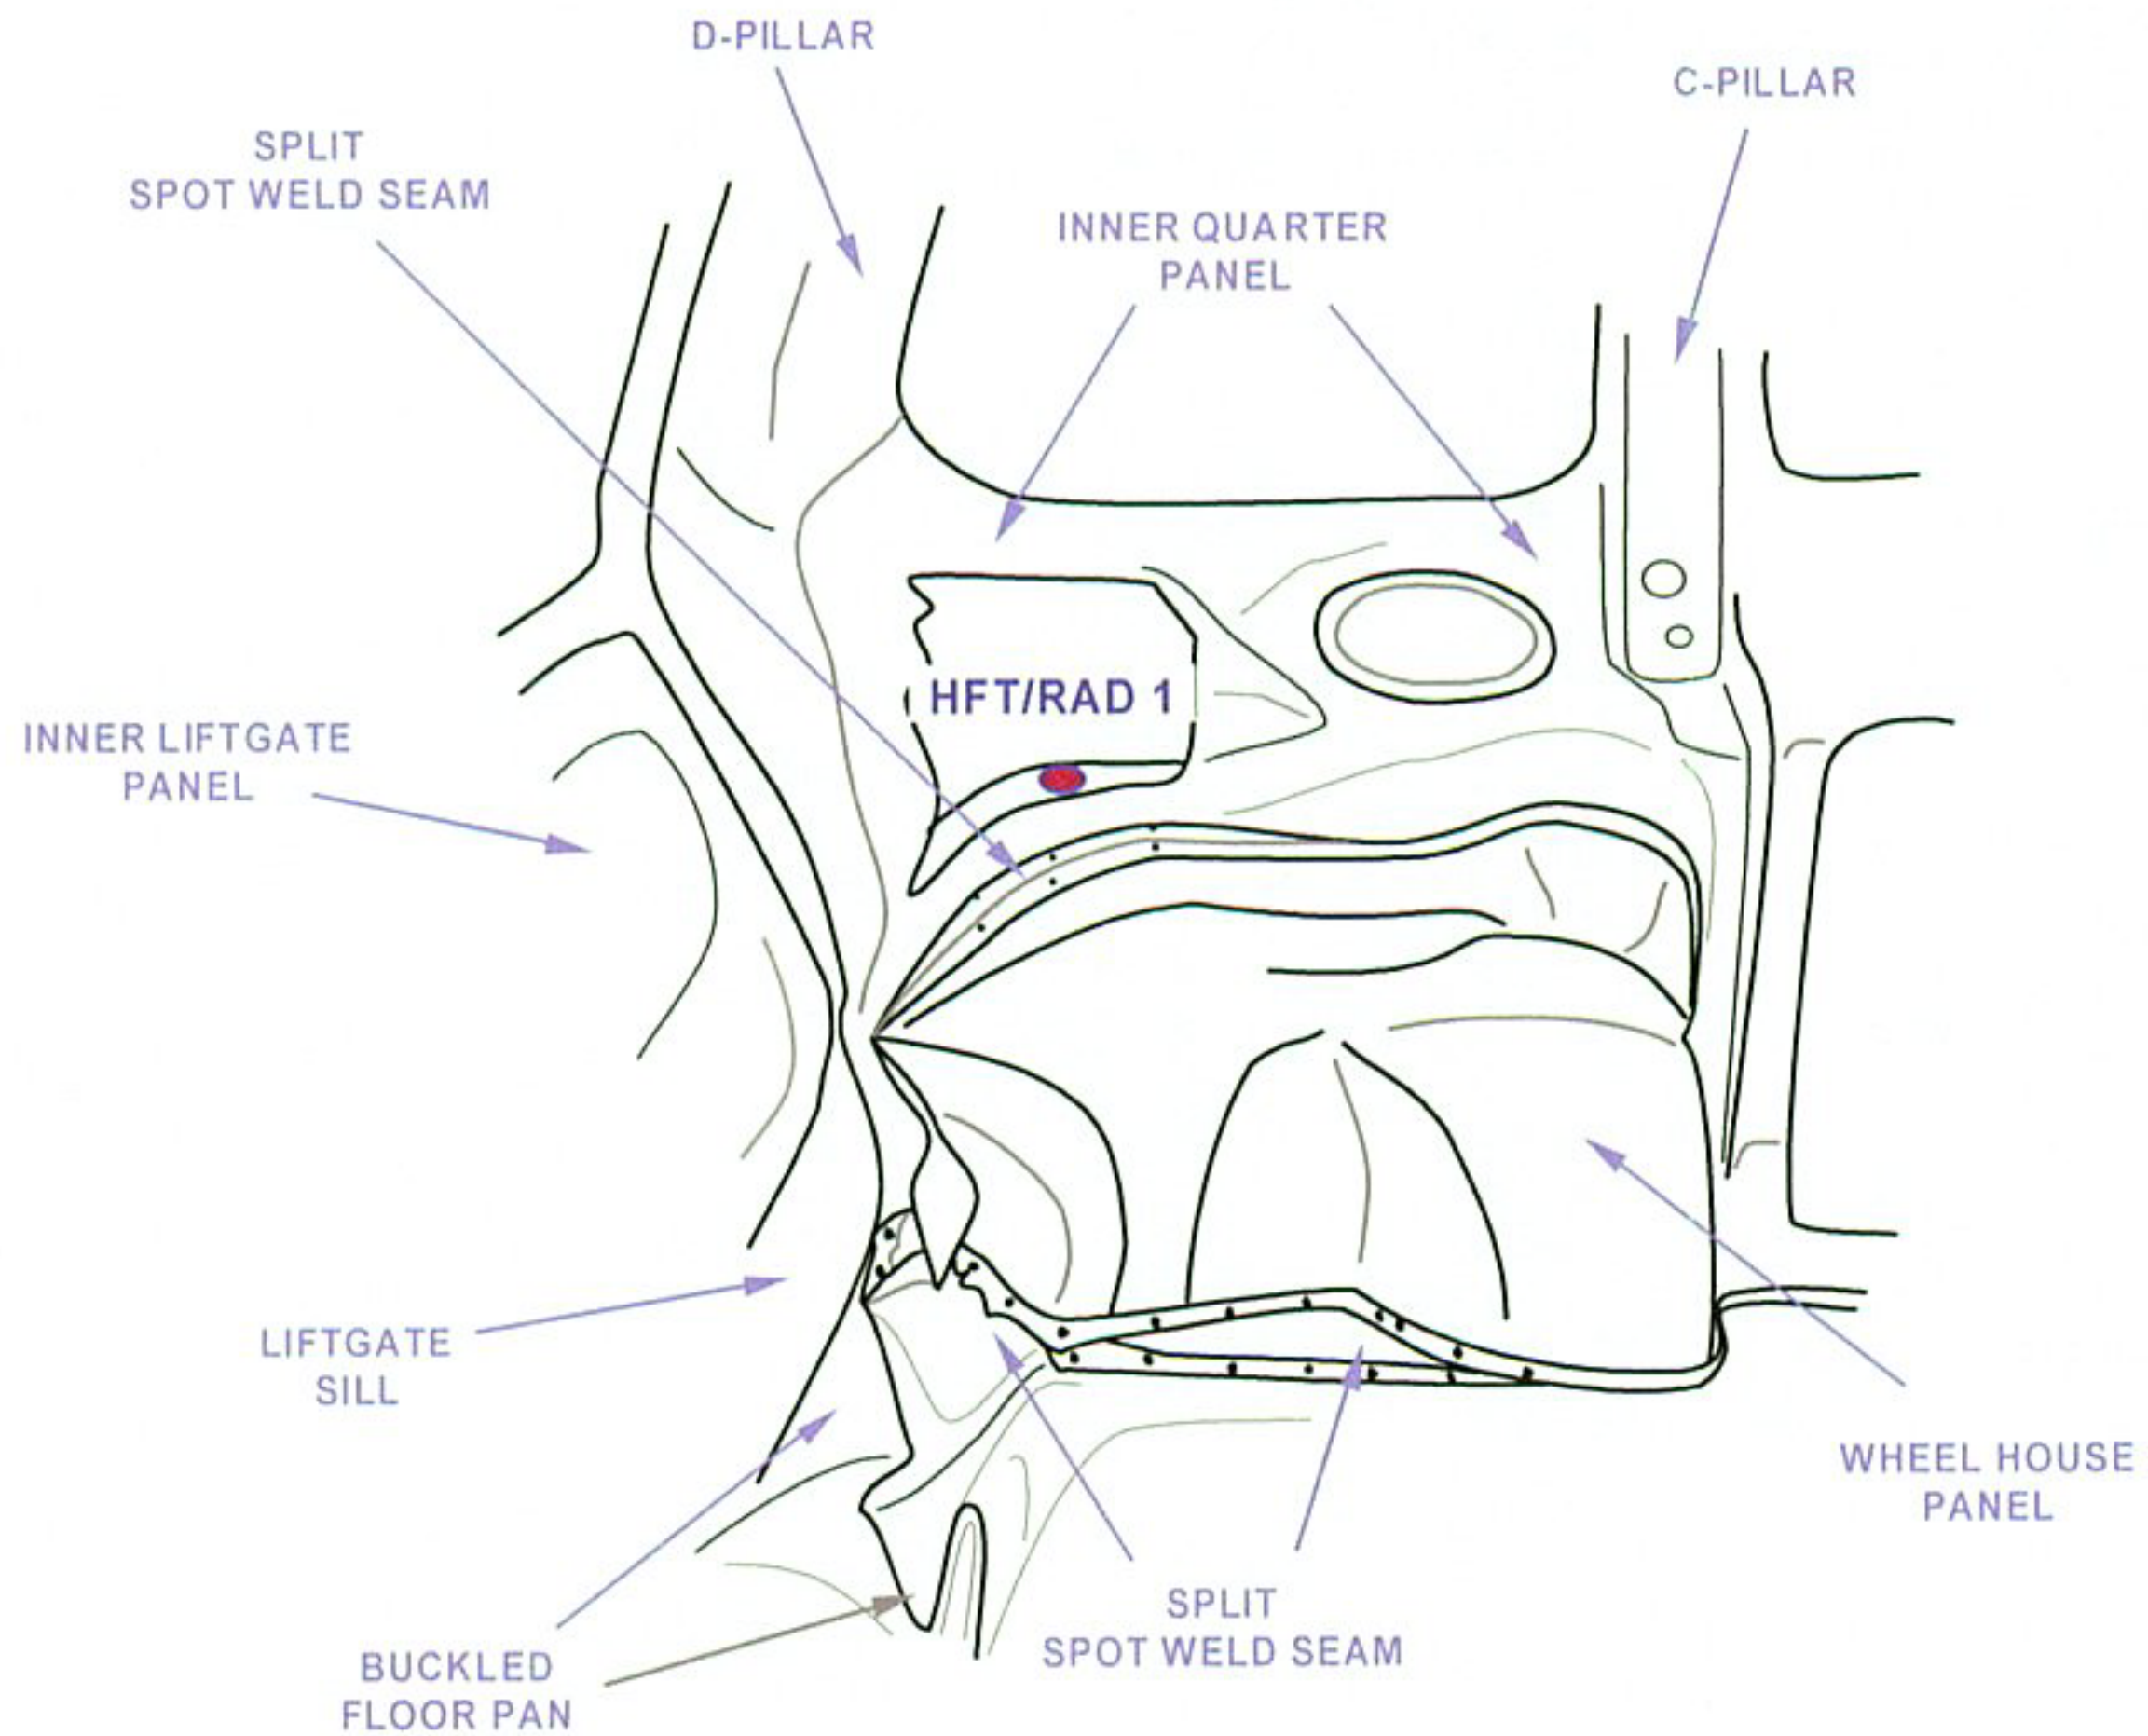 D-PILLAR
C-PILLAR
SPLIT
SPOT WELD SEAM
INNER QUARTER
PANEL
HFT/RAD 1
INNER LIFTGATE
PANEL
LIFTGATE
SILL
WHEEL HOUSE
PANEL
SPLIT
SPOT WELD SEAM
BUCKLED
FLOOR PAN